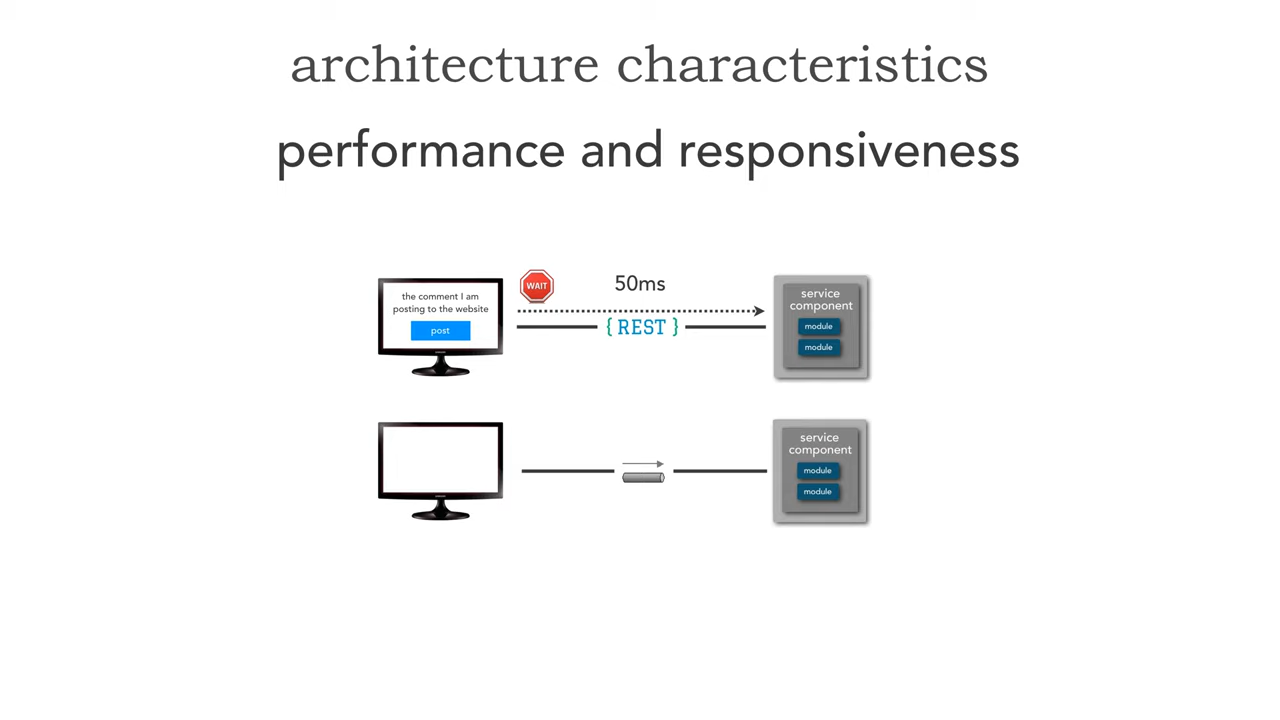 architecture characteristics
performance and responsiveness
the comment I am
posting to the website
post
WAIT
50ms
{ REST }
service
component
module
module
service
component
module
module